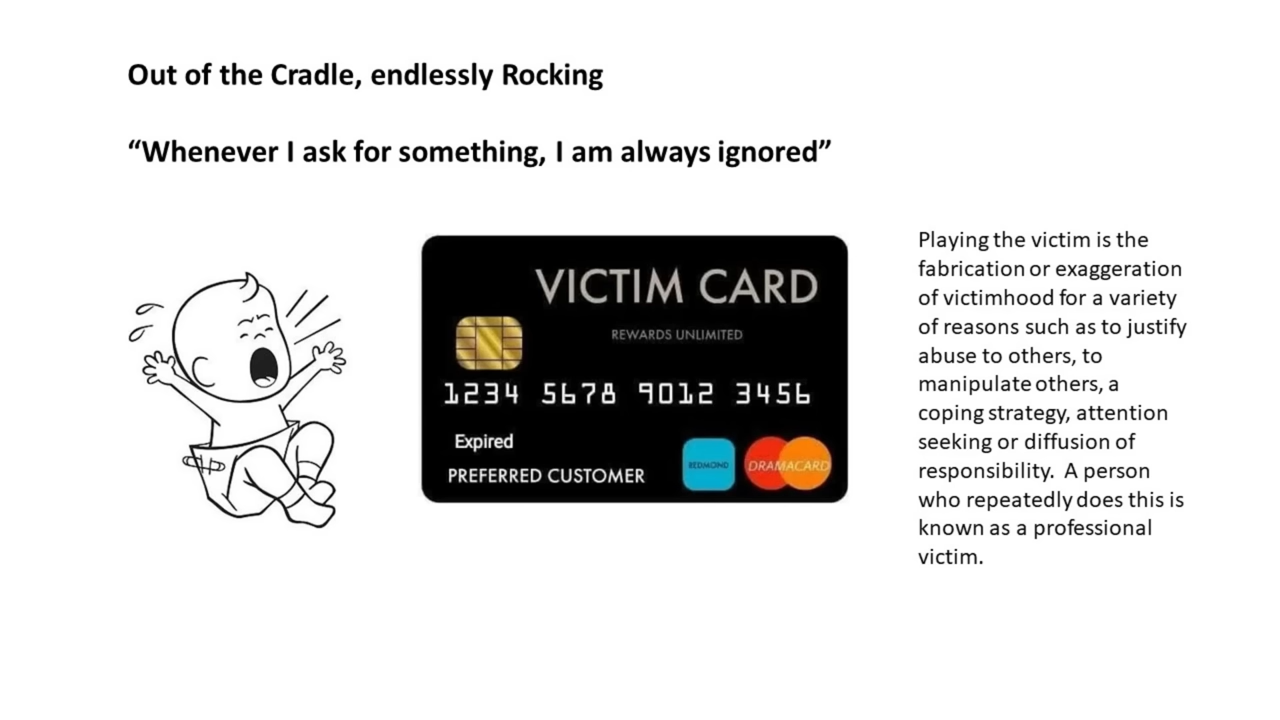 Out of the Cradle, endlessly Rocking
“Whenever I ask for something, I am always ignored”
VICTIM CARD
REWARDS UNLIMITED
1234 5678 9012 3456
Expired
PREFERRED CUSTOMER
REDMOND
DRAMACARD
Playing the victim is the
fabrication or exaggeration
of victimhood for a variety
of reasons such as to justify
abuse to others, to
manipulate others, a
coping strategy, attention
seeking or diffusion of
responsibility.  A person
who repeatedly does this is
known as a professional
victim.